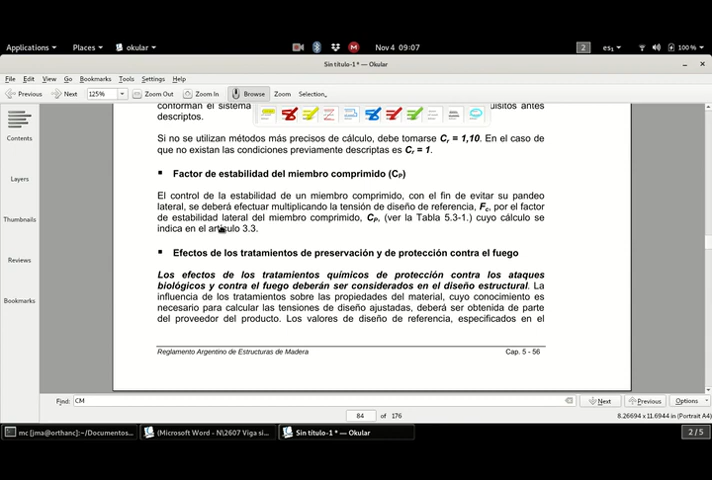 Applications Places okular Nov 4 09:07 2 es₁ 100 %
Sin título-1* — Okular
File Edit View Go Bookmarks Tools Settings Help
Previous Next 125% Zoom Out Zoom In Browse Zoom Selection
Contents
Layers
Thumbnails
Reviews
Bookmarks
conforman el sistema uisitos antes
descriptos.
Si no se utilizan métodos más precisos de cálculo, debe tomarse Cr = 1,10. En el caso de
que no existan las condiciones previamente descriptas es Cr = 1.
▪ Factor de estabilidad del miembro comprimido (CP)
El control de la estabilidad de un miembro comprimido, con el fin de evitar su pandeo
lateral, se deberá efectuar multiplicando la tensión de diseño de referencia, Fc, por el factor
de estabilidad lateral del miembro comprimido, CP, (ver la Tabla 5.3-1.) cuyo cálculo se
indica en el artículo 3.3.
▪ Efectos de los tratamientos de preservación y de protección contra el fuego
Los efectos de los tratamientos químicos de protección contra los ataques
biológicos y contra el fuego deberán ser considerados en el diseño estructural. La
influencia de los tratamientos sobre las propiedades del material, cuyo conocimiento es
necesario para calcular las tensiones de diseño ajustadas, deberá ser obtenida de parte
del proveedor del producto. Los valores de diseño de referencia, especificados en el
Reglamento Argentino de Estructuras de Madera Cap. 5 - 56
Find: CM Next Previous Options
84 of 176 8.26694 x 11.6944 in (Portrait A4)
mc [jma@orthanc]:~/Documentos... (Microsoft Word - N\2607 Viga si... Sin título-1 * — Okular 2 / 5